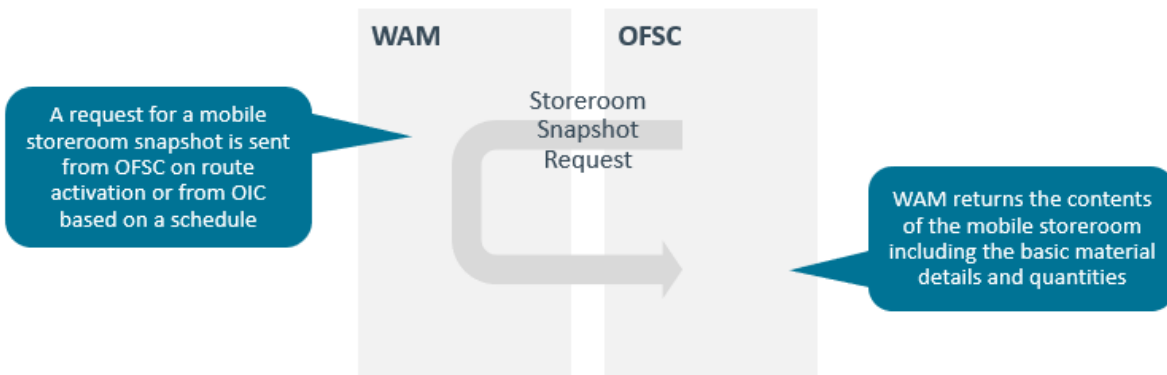 WAM
OFSC
A request for a mobile
storeroom snapshot is sent
from OFSC on route
activation or from OIC
based on a schedule
Storeroom
Snapshot
Request
WAM returns the contents
of the mobile storeroom
including the basic material
details and quantities